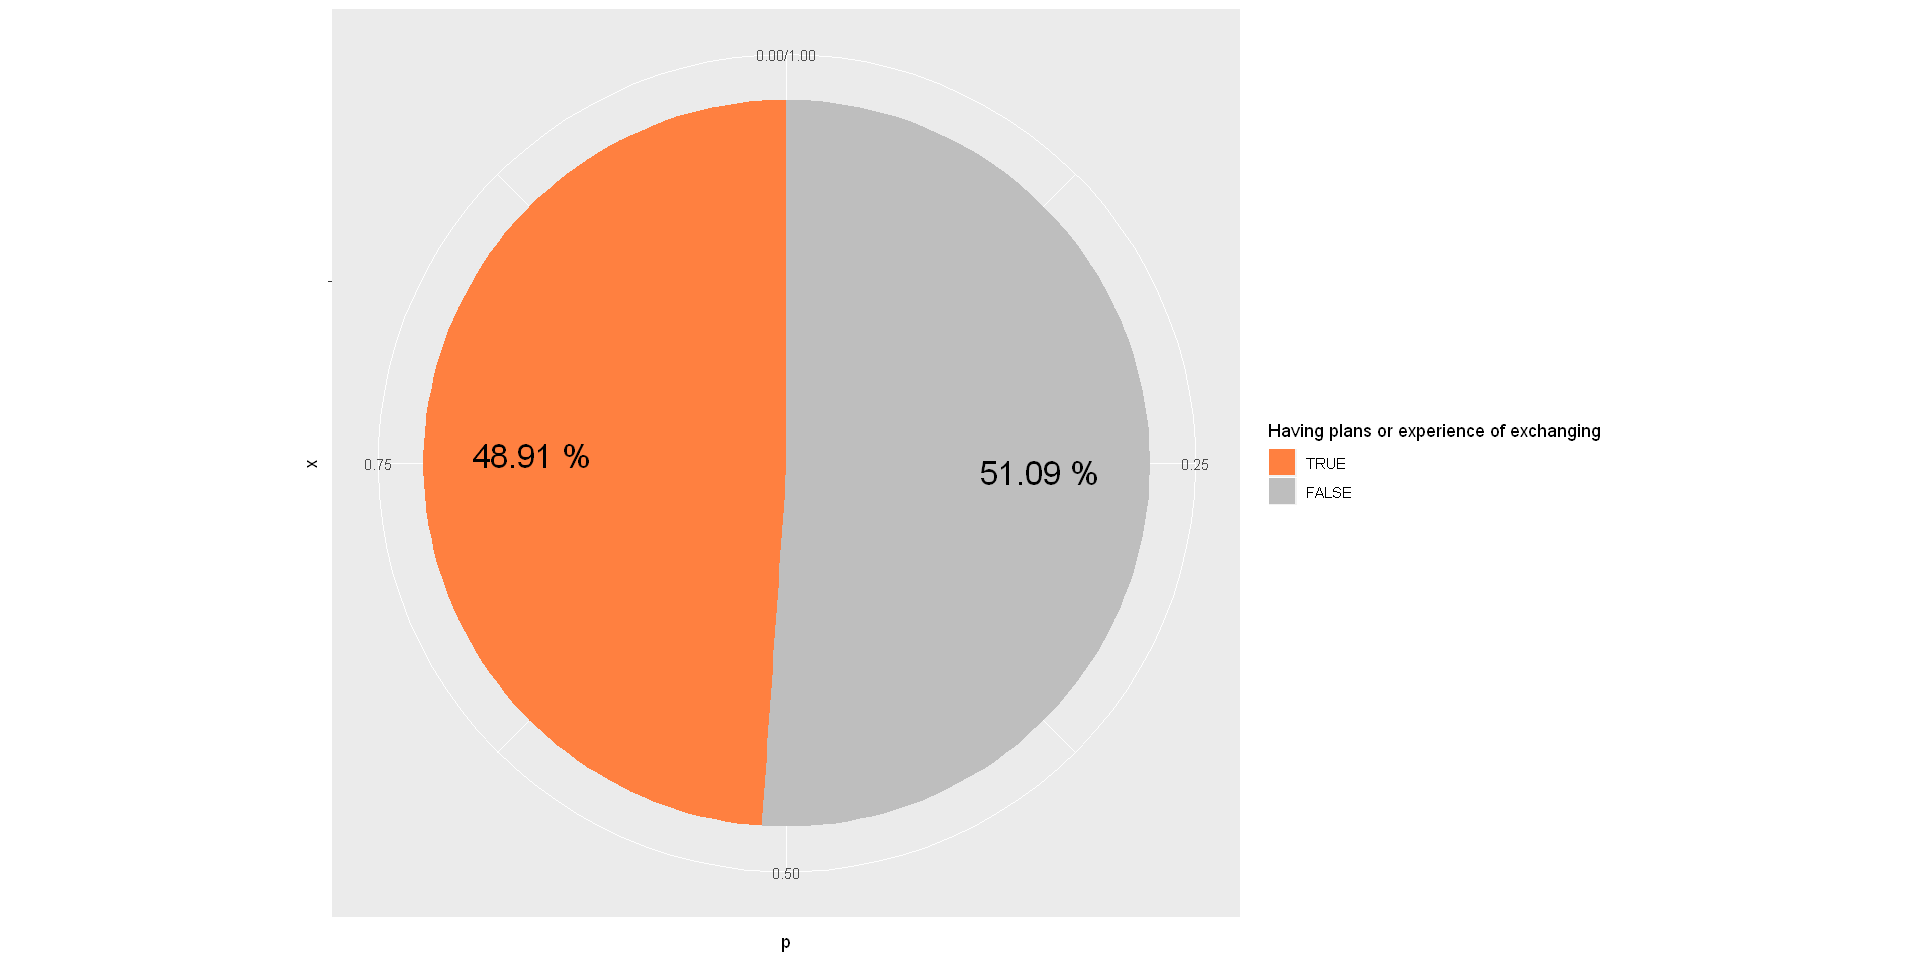 0.00/1.00
48.91 %
51.09 %
x
0.75
0.25
0.50
p
Having plans or experience of exchanging
TRUE
FALSE